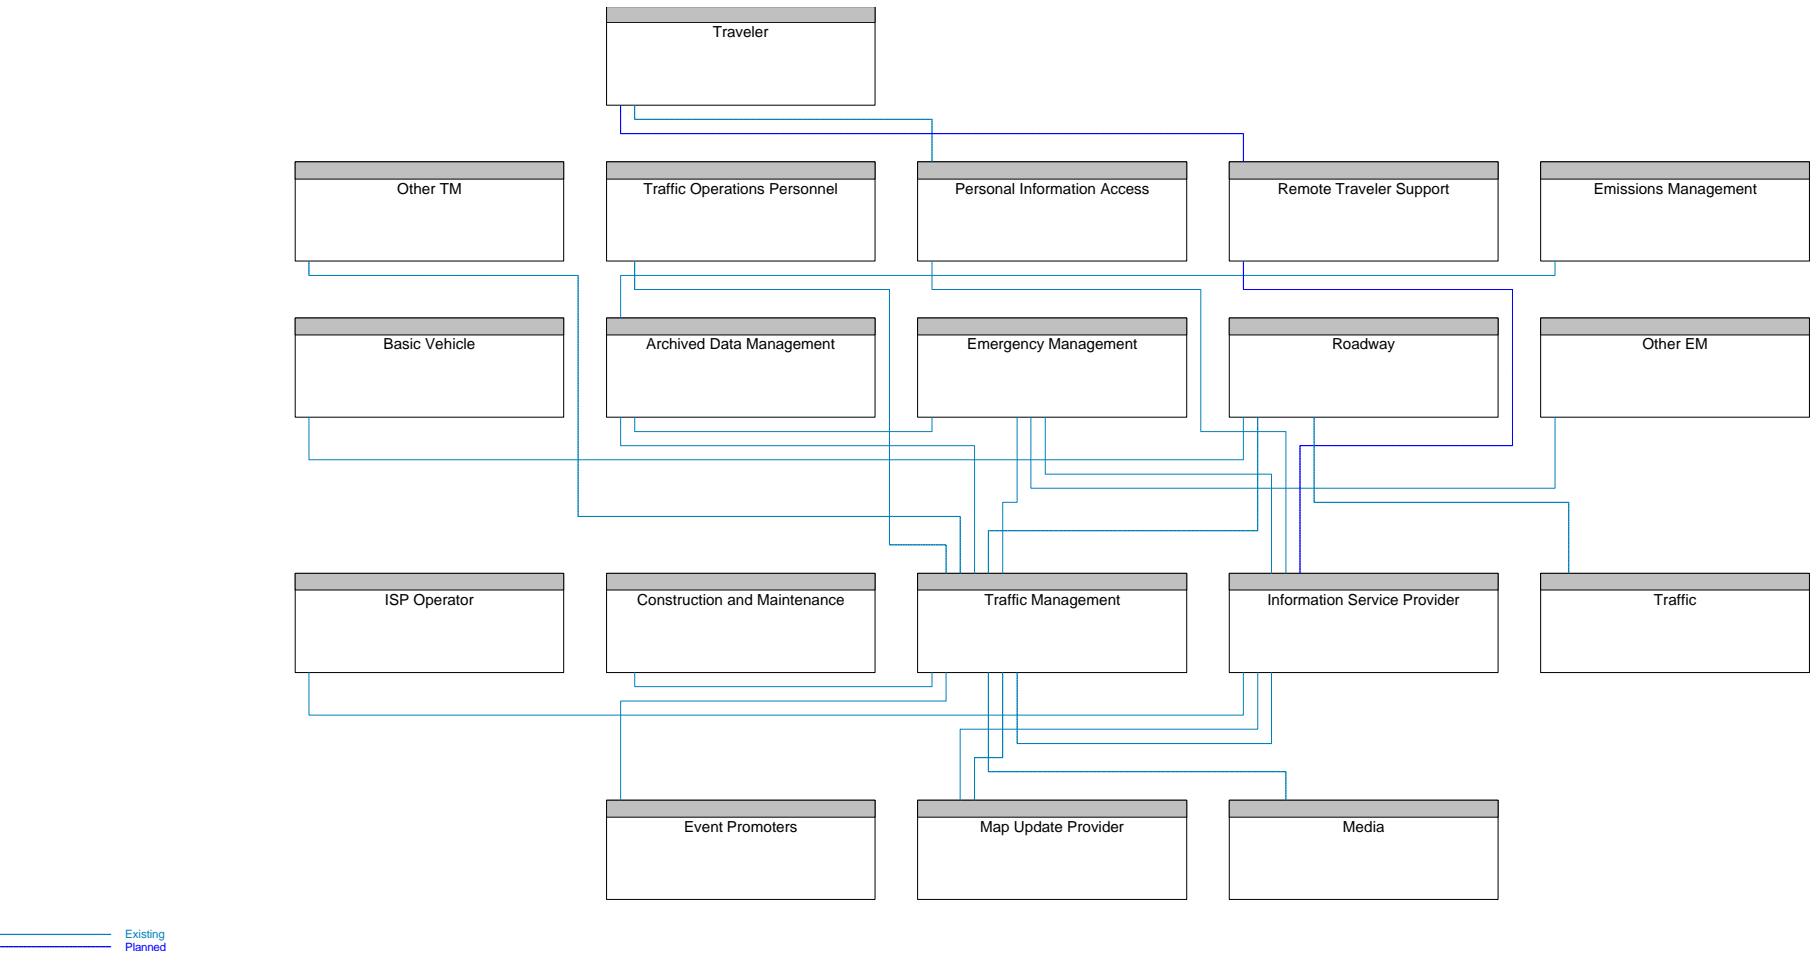 Traveler
Other TM
Traffic Operations Personnel
Personal Information Access
Remote Traveler Support
Emissions Management
Basic Vehicle
Archived Data Management
Emergency Management
Roadway
Other EM
ISP Operator
Construction and Maintenance
Traffic Management
Information Service Provider
Traffic
Event Promoters
Map Update Provider
Media
Existing
Planned